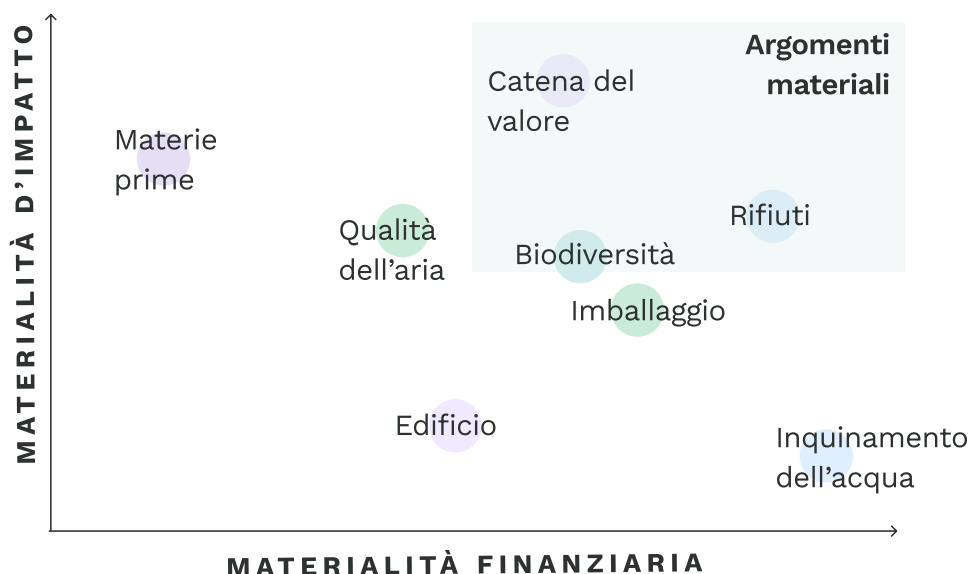 MATERIALITÀ D’IMPATTO
Argomenti
materiali
Catena del
valore
Materie
prime
Qualità
dell’aria
Rifiuti
Biodiversità
Imballaggio
Edificio
Inquinamento
dell’acqua
MATERIALITÀ FINANZIARIA